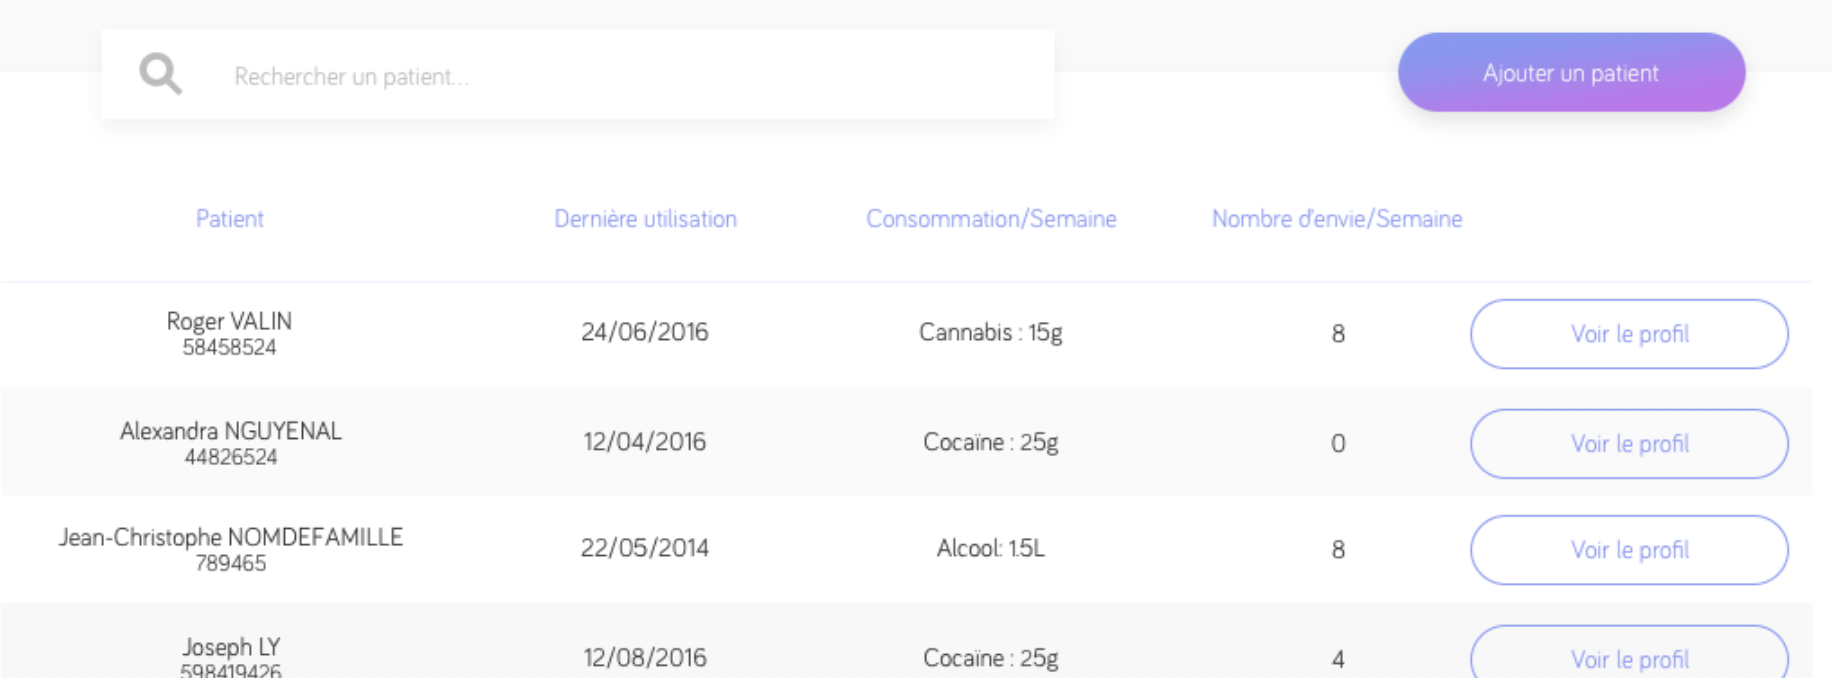 Rechercher un patient...
Ajouter un patient
Patient Dernière utilisation Consommation/Semaine Nombre d'envie/Semaine
Roger VALIN
58458524
24/06/2016 Cannabis : 15g 8 Voir le profil
Alexandra NGUYENAL
44826524
12/04/2016 Cocaïne : 25g 0 Voir le profil
Jean-Christophe NOMDEFAMILLE
789465
22/05/2014 Alcool: 1.5L 8 Voir le profil
Joseph LY
598419426
12/08/2016 Cocaïne : 25g 4 Voir le profil